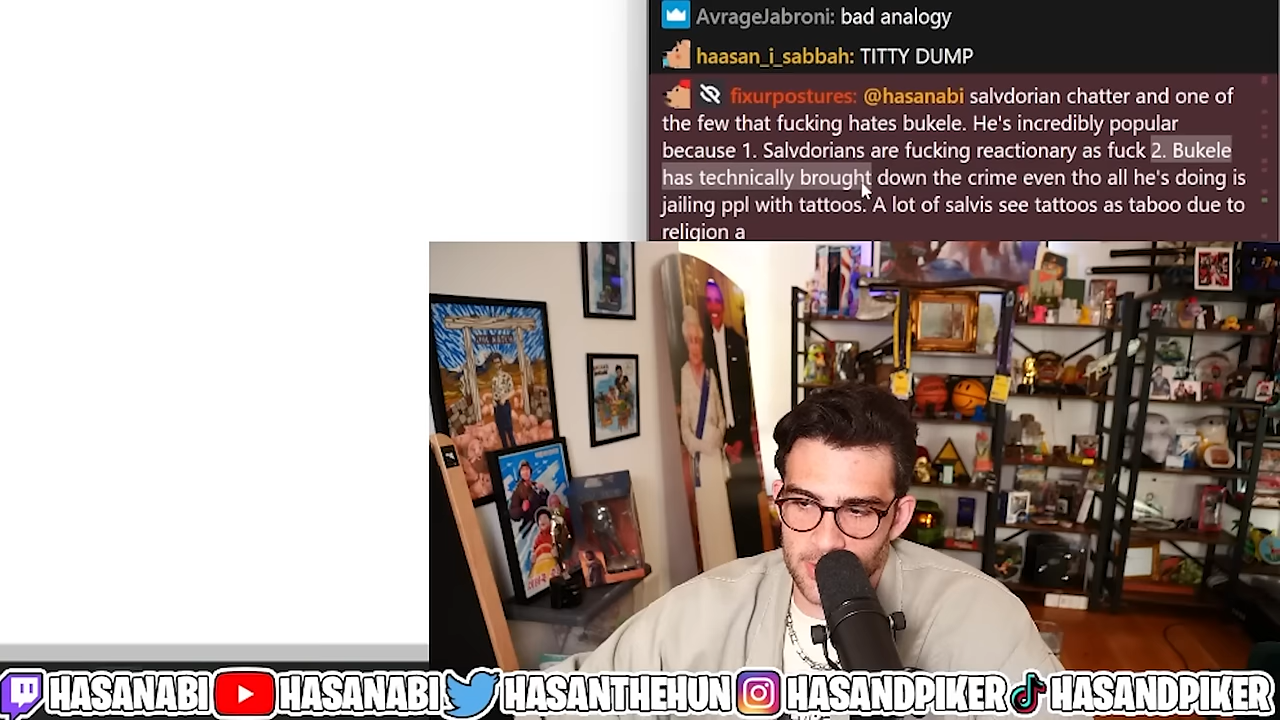 AvrageJabroni: bad analogy
haasan_i_sabbah: TITTY DUMP
fixurpostures: @hasanabi salvdorian chatter and one of
the few that fucking hates bukele. He's incredibly popular
because 1. Salvdorians are fucking reactionary as fuck 2. Bukele
has technically brought down the crime even tho all he's doing is
jailing ppl with tattoos. A lot of salvis see tattoos as taboo due to
religion a
HASANABI HASANABI HASANTHEHUN HASANDPIKER HASANDPIKER